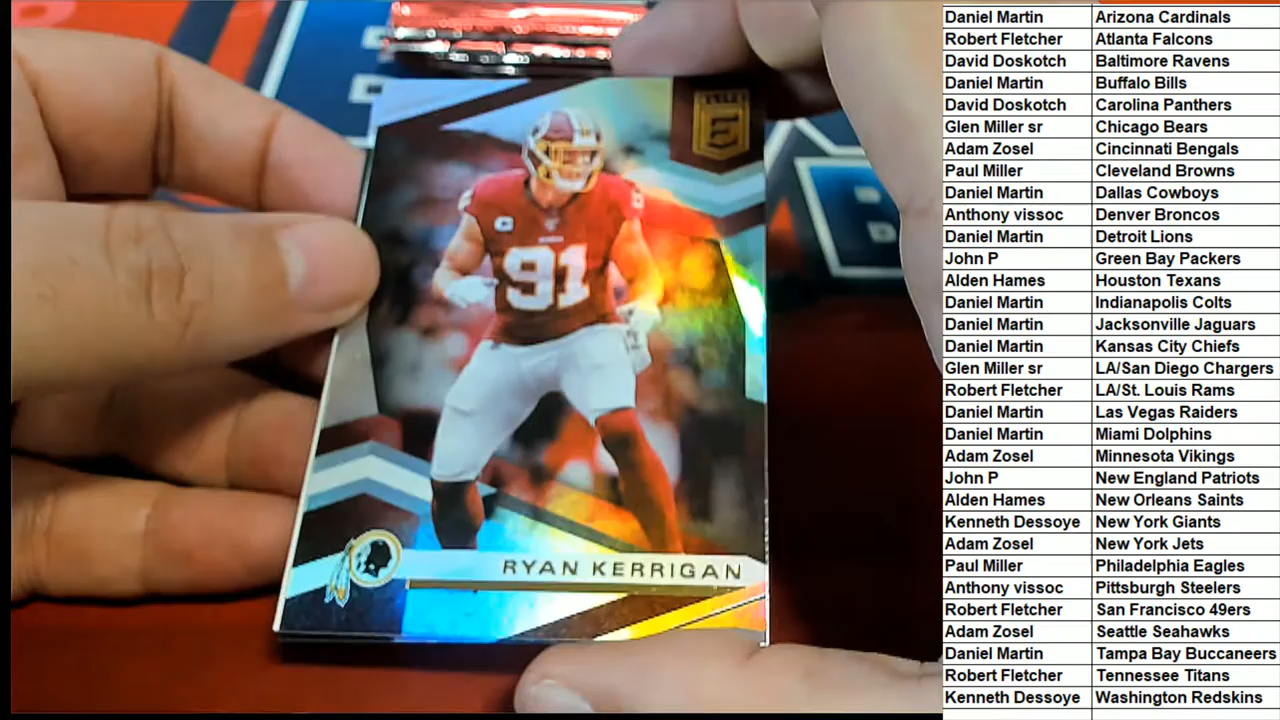 ELITE
E
91
RYAN KERRIGAN
Daniel Martin Arizona Cardinals
Robert Fletcher Atlanta Falcons
David Doskotch Baltimore Ravens
Daniel Martin Buffalo Bills
David Doskotch Carolina Panthers
Glen Miller sr Chicago Bears
Adam Zosel Cincinnati Bengals
Paul Miller Cleveland Browns
Daniel Martin Dallas Cowboys
Anthony vissoc Denver Broncos
Daniel Martin Detroit Lions
John P Green Bay Packers
Alden Hames Houston Texans
Daniel Martin Indianapolis Colts
Daniel Martin Jacksonville Jaguars
Daniel Martin Kansas City Chiefs
Glen Miller sr LA/San Diego Chargers
Robert Fletcher LA/St. Louis Rams
Daniel Martin Las Vegas Raiders
Daniel Martin Miami Dolphins
Adam Zosel Minnesota Vikings
John P New England Patriots
Alden Hames New Orleans Saints
Kenneth Dessoye New York Giants
Adam Zosel New York Jets
Paul Miller Philadelphia Eagles
Anthony vissoc Pittsburgh Steelers
Robert Fletcher San Francisco 49ers
Adam Zosel Seattle Seahawks
Daniel Martin Tampa Bay Buccaneers
Robert Fletcher Tennessee Titans
Kenneth Dessoye Washington Redskins